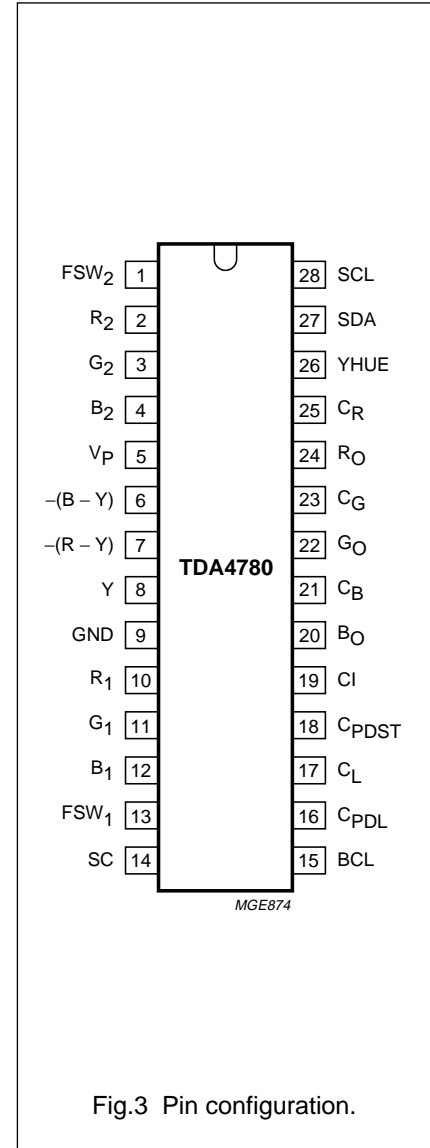 FSW2 1 28 SCL
R2 2 27 SDA
G2 3 26 YHUE
B2 4 25 CR
VP 5 24 RO
−(B − Y) 6 23 CG
−(R − Y) 7 22 GO
TDA4780
Y 8 21 CB
GND 9 20 BO
R1 10 19 CI
G1 11 18 CPDST
B1 12 17 CL
FSW1 13 16 CPDL
SC 14 15 BCL
MGE874
Fig.3 Pin configuration.